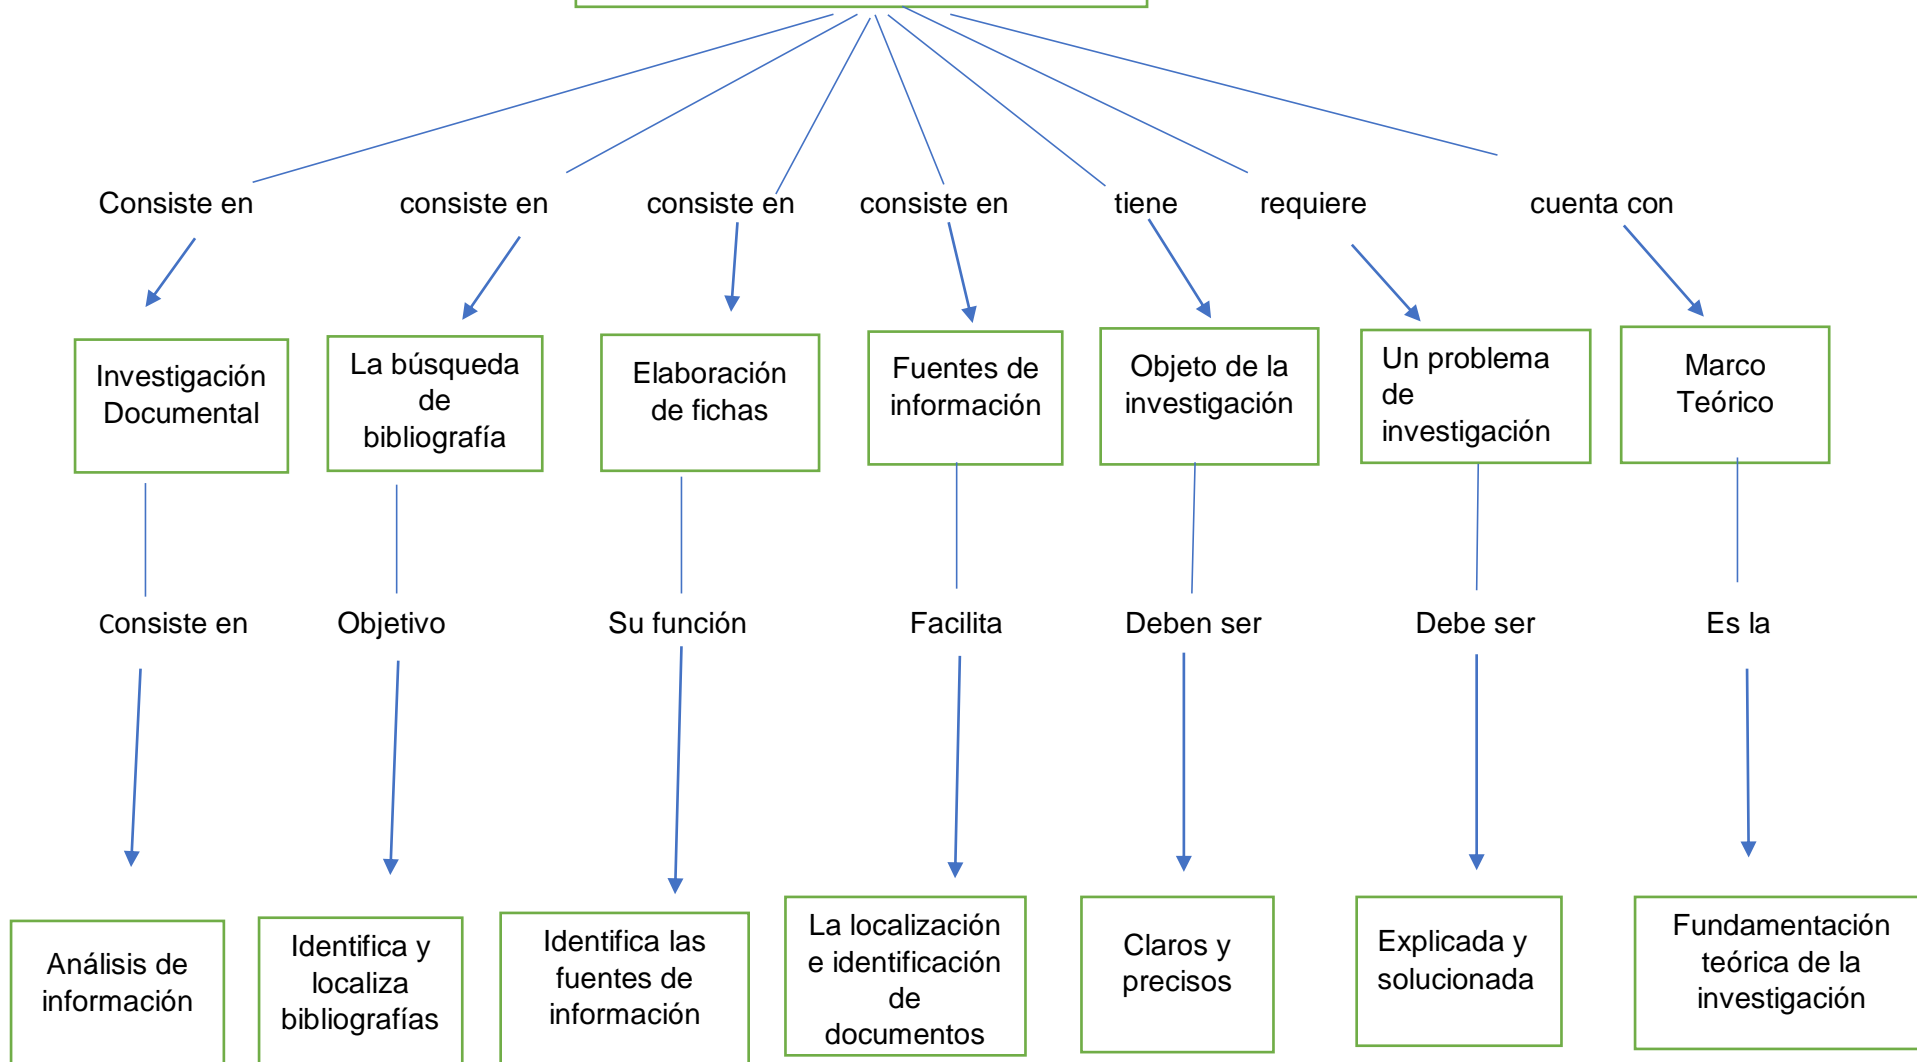 Consiste en
consiste en
consiste en
consiste en
tiene
requiere
cuenta con
Investigación
Documental
La búsqueda
de
bibliografía
Elaboración
de fichas
Fuentes de
información
Objeto de la
investigación
Un problema
de
investigación
Marco
Teórico
Consiste en
Objetivo
Su función
Facilita
Deben ser
Debe ser
Es la
Análisis de
información
Identifica y
localiza
bibliografías
Identifica las
fuentes de
información
La localización
e identificación
de
documentos
Claros y
precisos
Explicada y
solucionada
Fundamentación
teórica de la
investigación